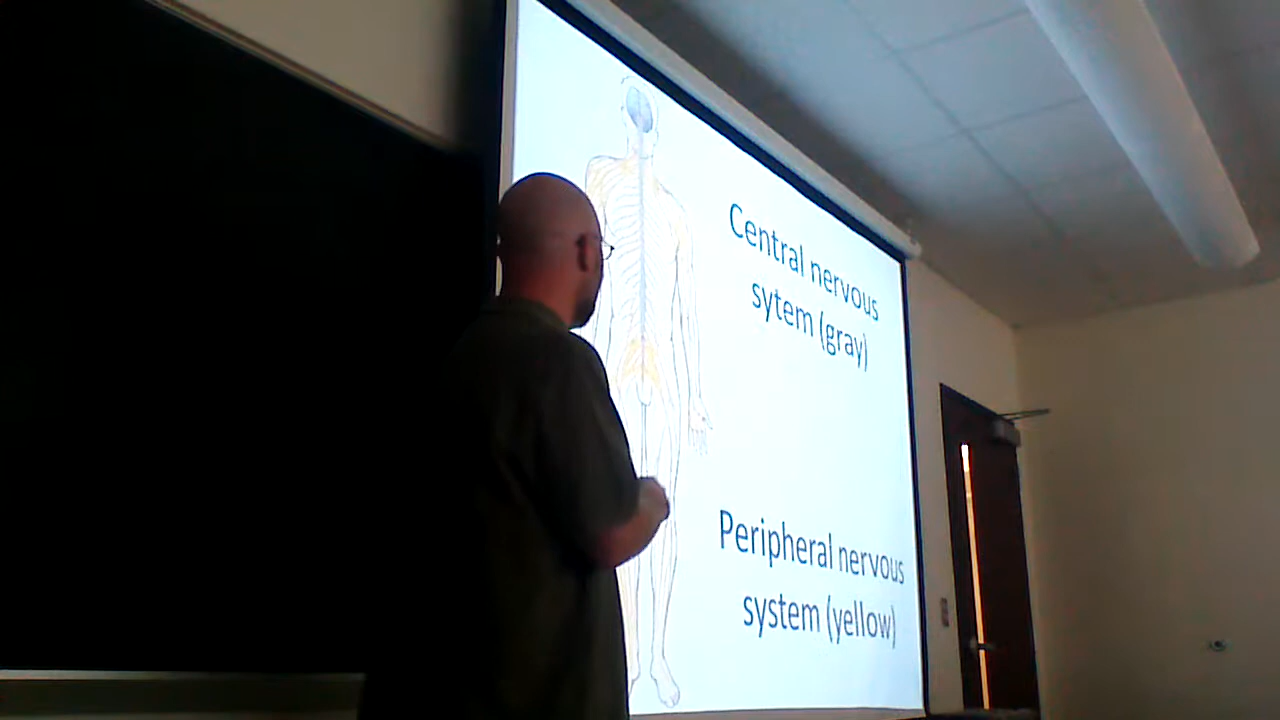 Central nervous
sytem (gray)
Peripheral nervous
system (yellow)